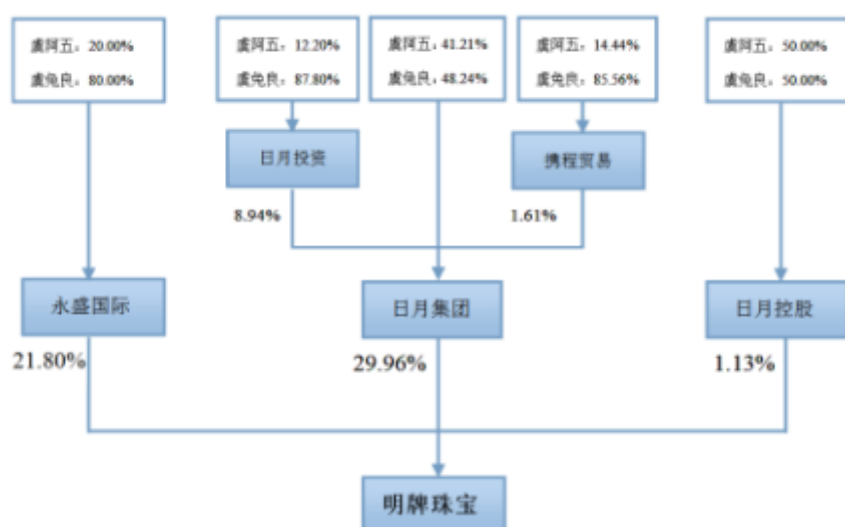 虞阿五：20.00%
虞兔良：80.00%
虞阿五：12.20%
虞兔良：87.80%
虞阿五：41.21%
虞兔良：48.24%
虞阿五：14.44%
虞兔良：85.56%
虞阿五：50.00%
虞兔良：50.00%
日月投资
携程贸易
8.94%
1.61%
永盛国际
日月集团
日月控股
21.80%
29.96%
1.13%
明牌珠宝